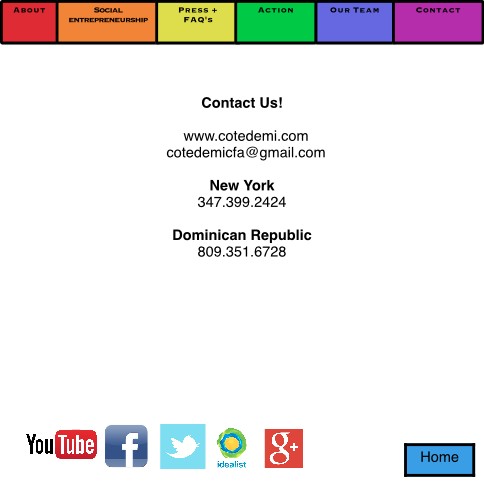 About
Social
entrepreneurship
Press +
FAQ's
Action
Our Team
Contact
Contact Us!
www.cotedemi.com
cotedemicfa@gmail.com
New York
347.399.2424
Dominican Republic
809.351.6728
YouTube
f
idealist
g+
Home